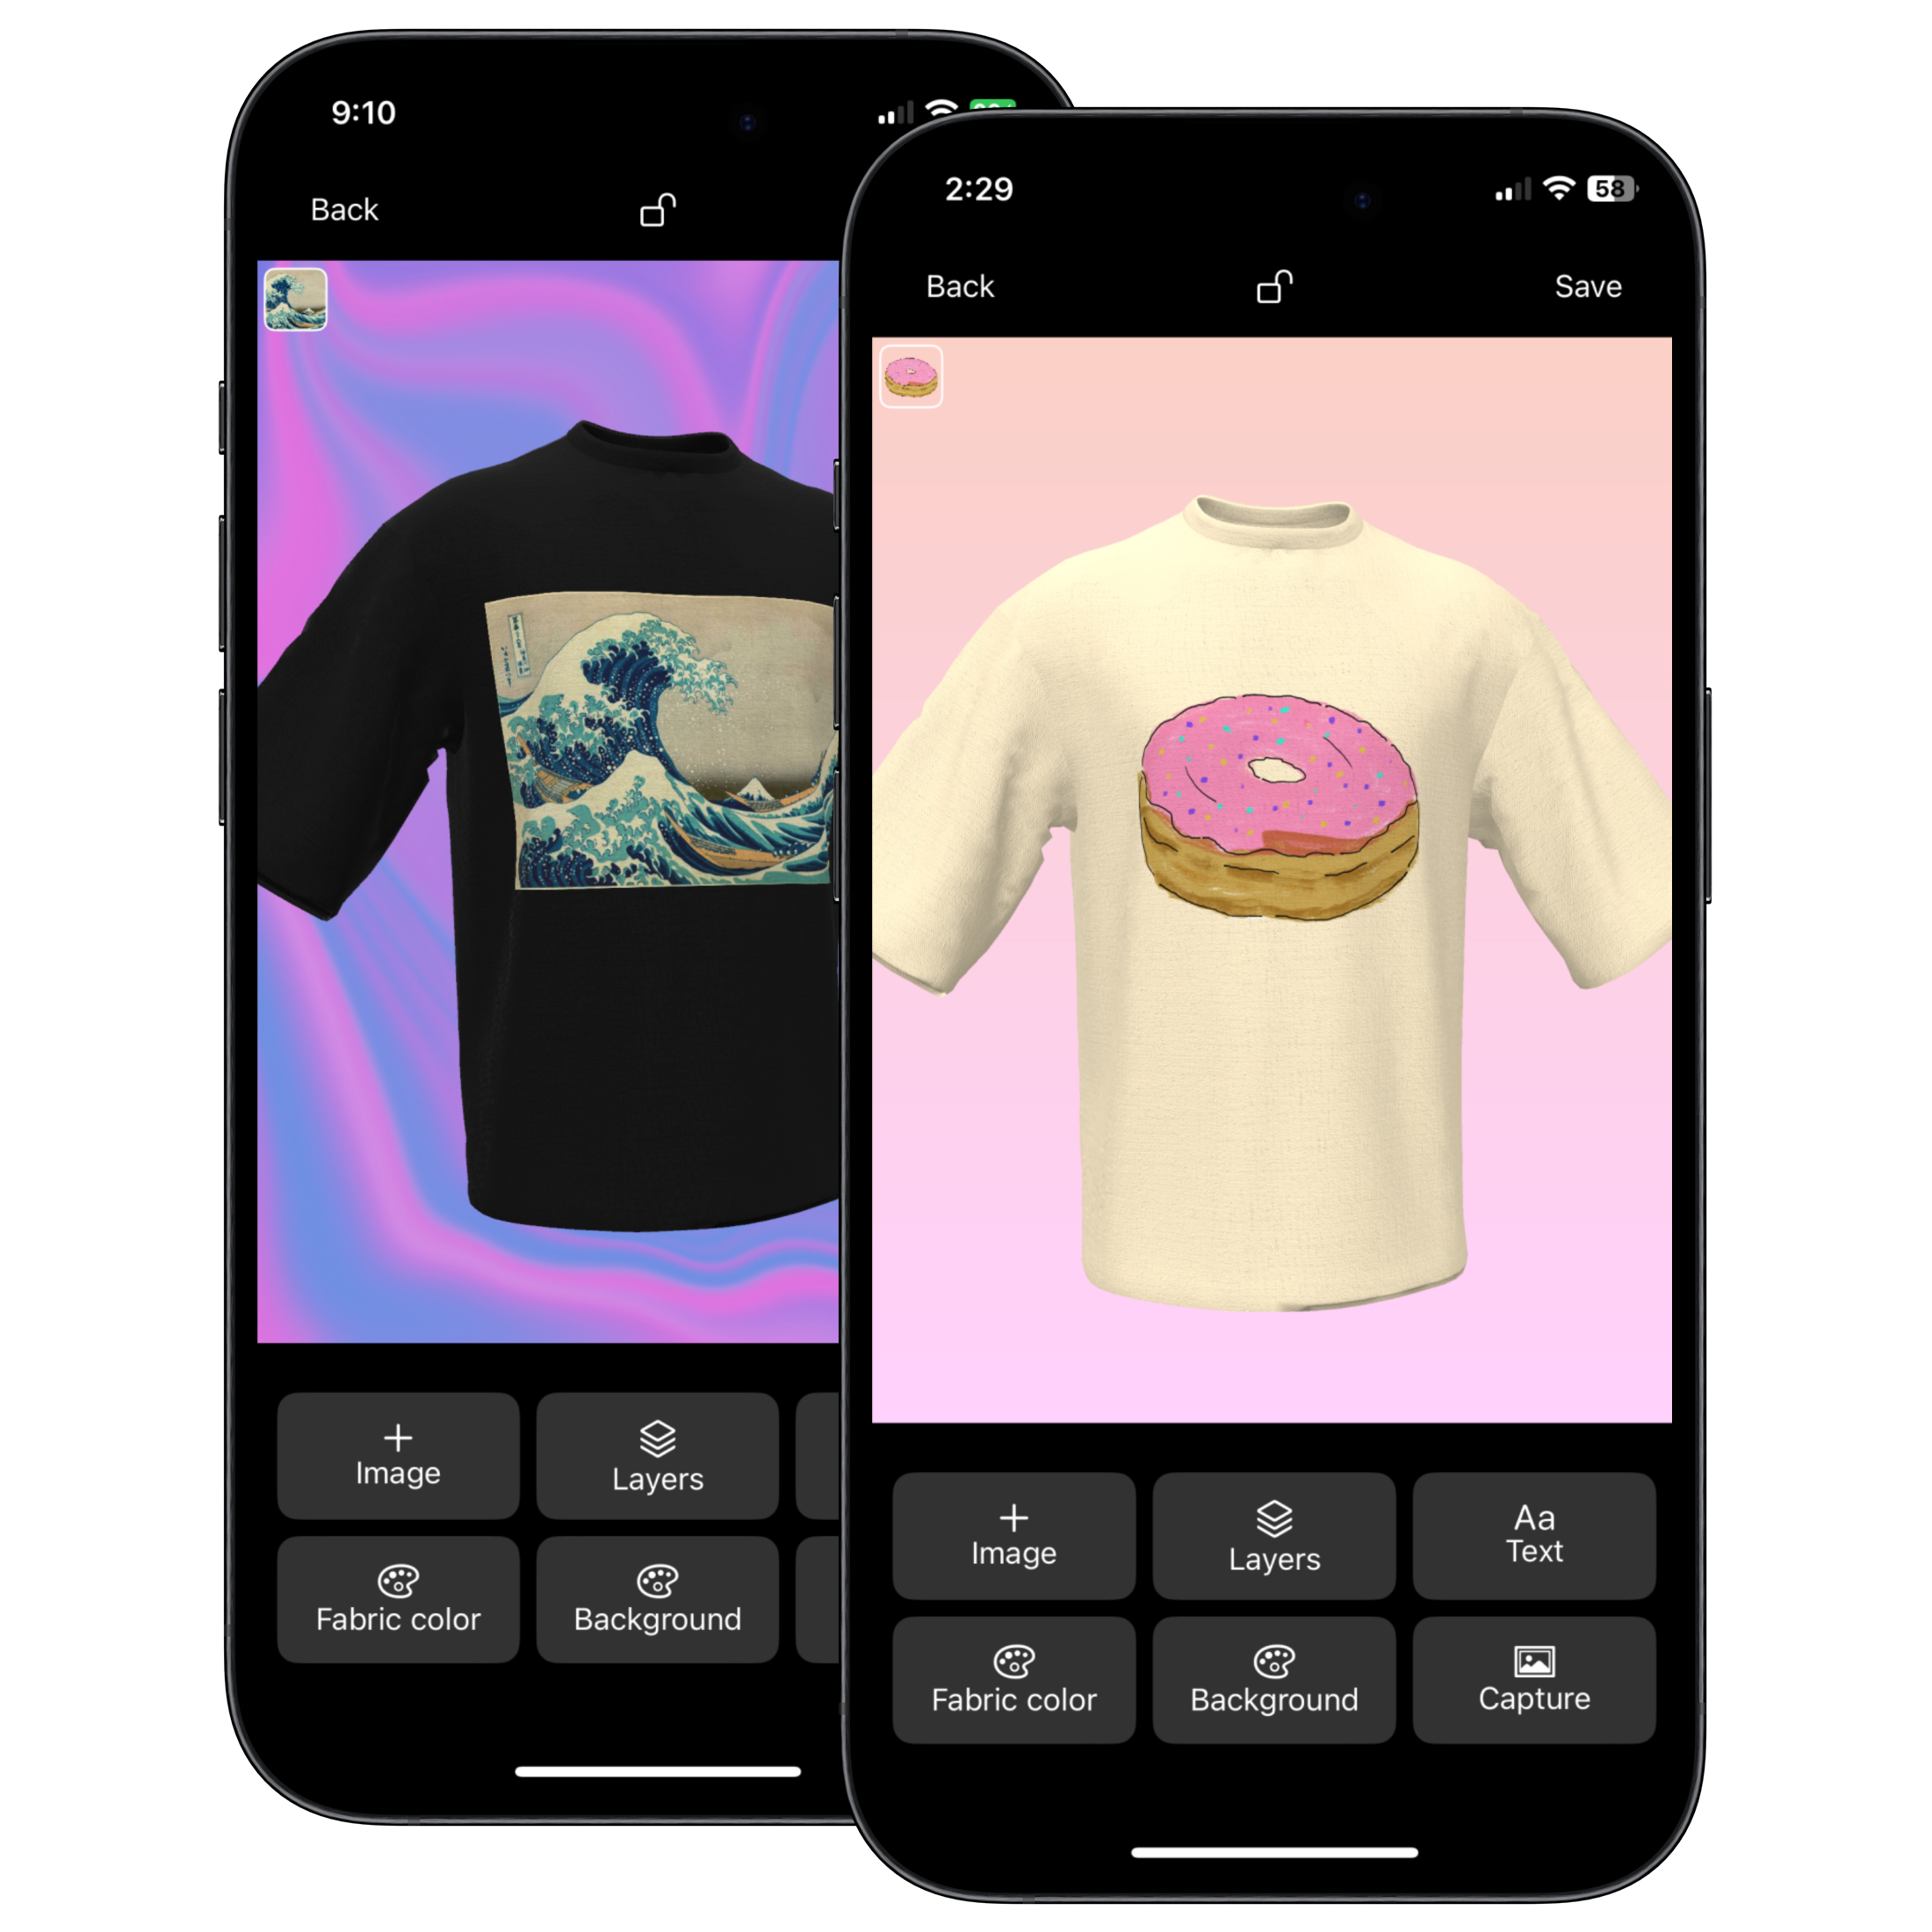 9:10
Back
Image
Layers
Fabric color
Background
2:29
58
Back
Save
Image
Layers
Aa
Text
Fabric color
Background
Capture